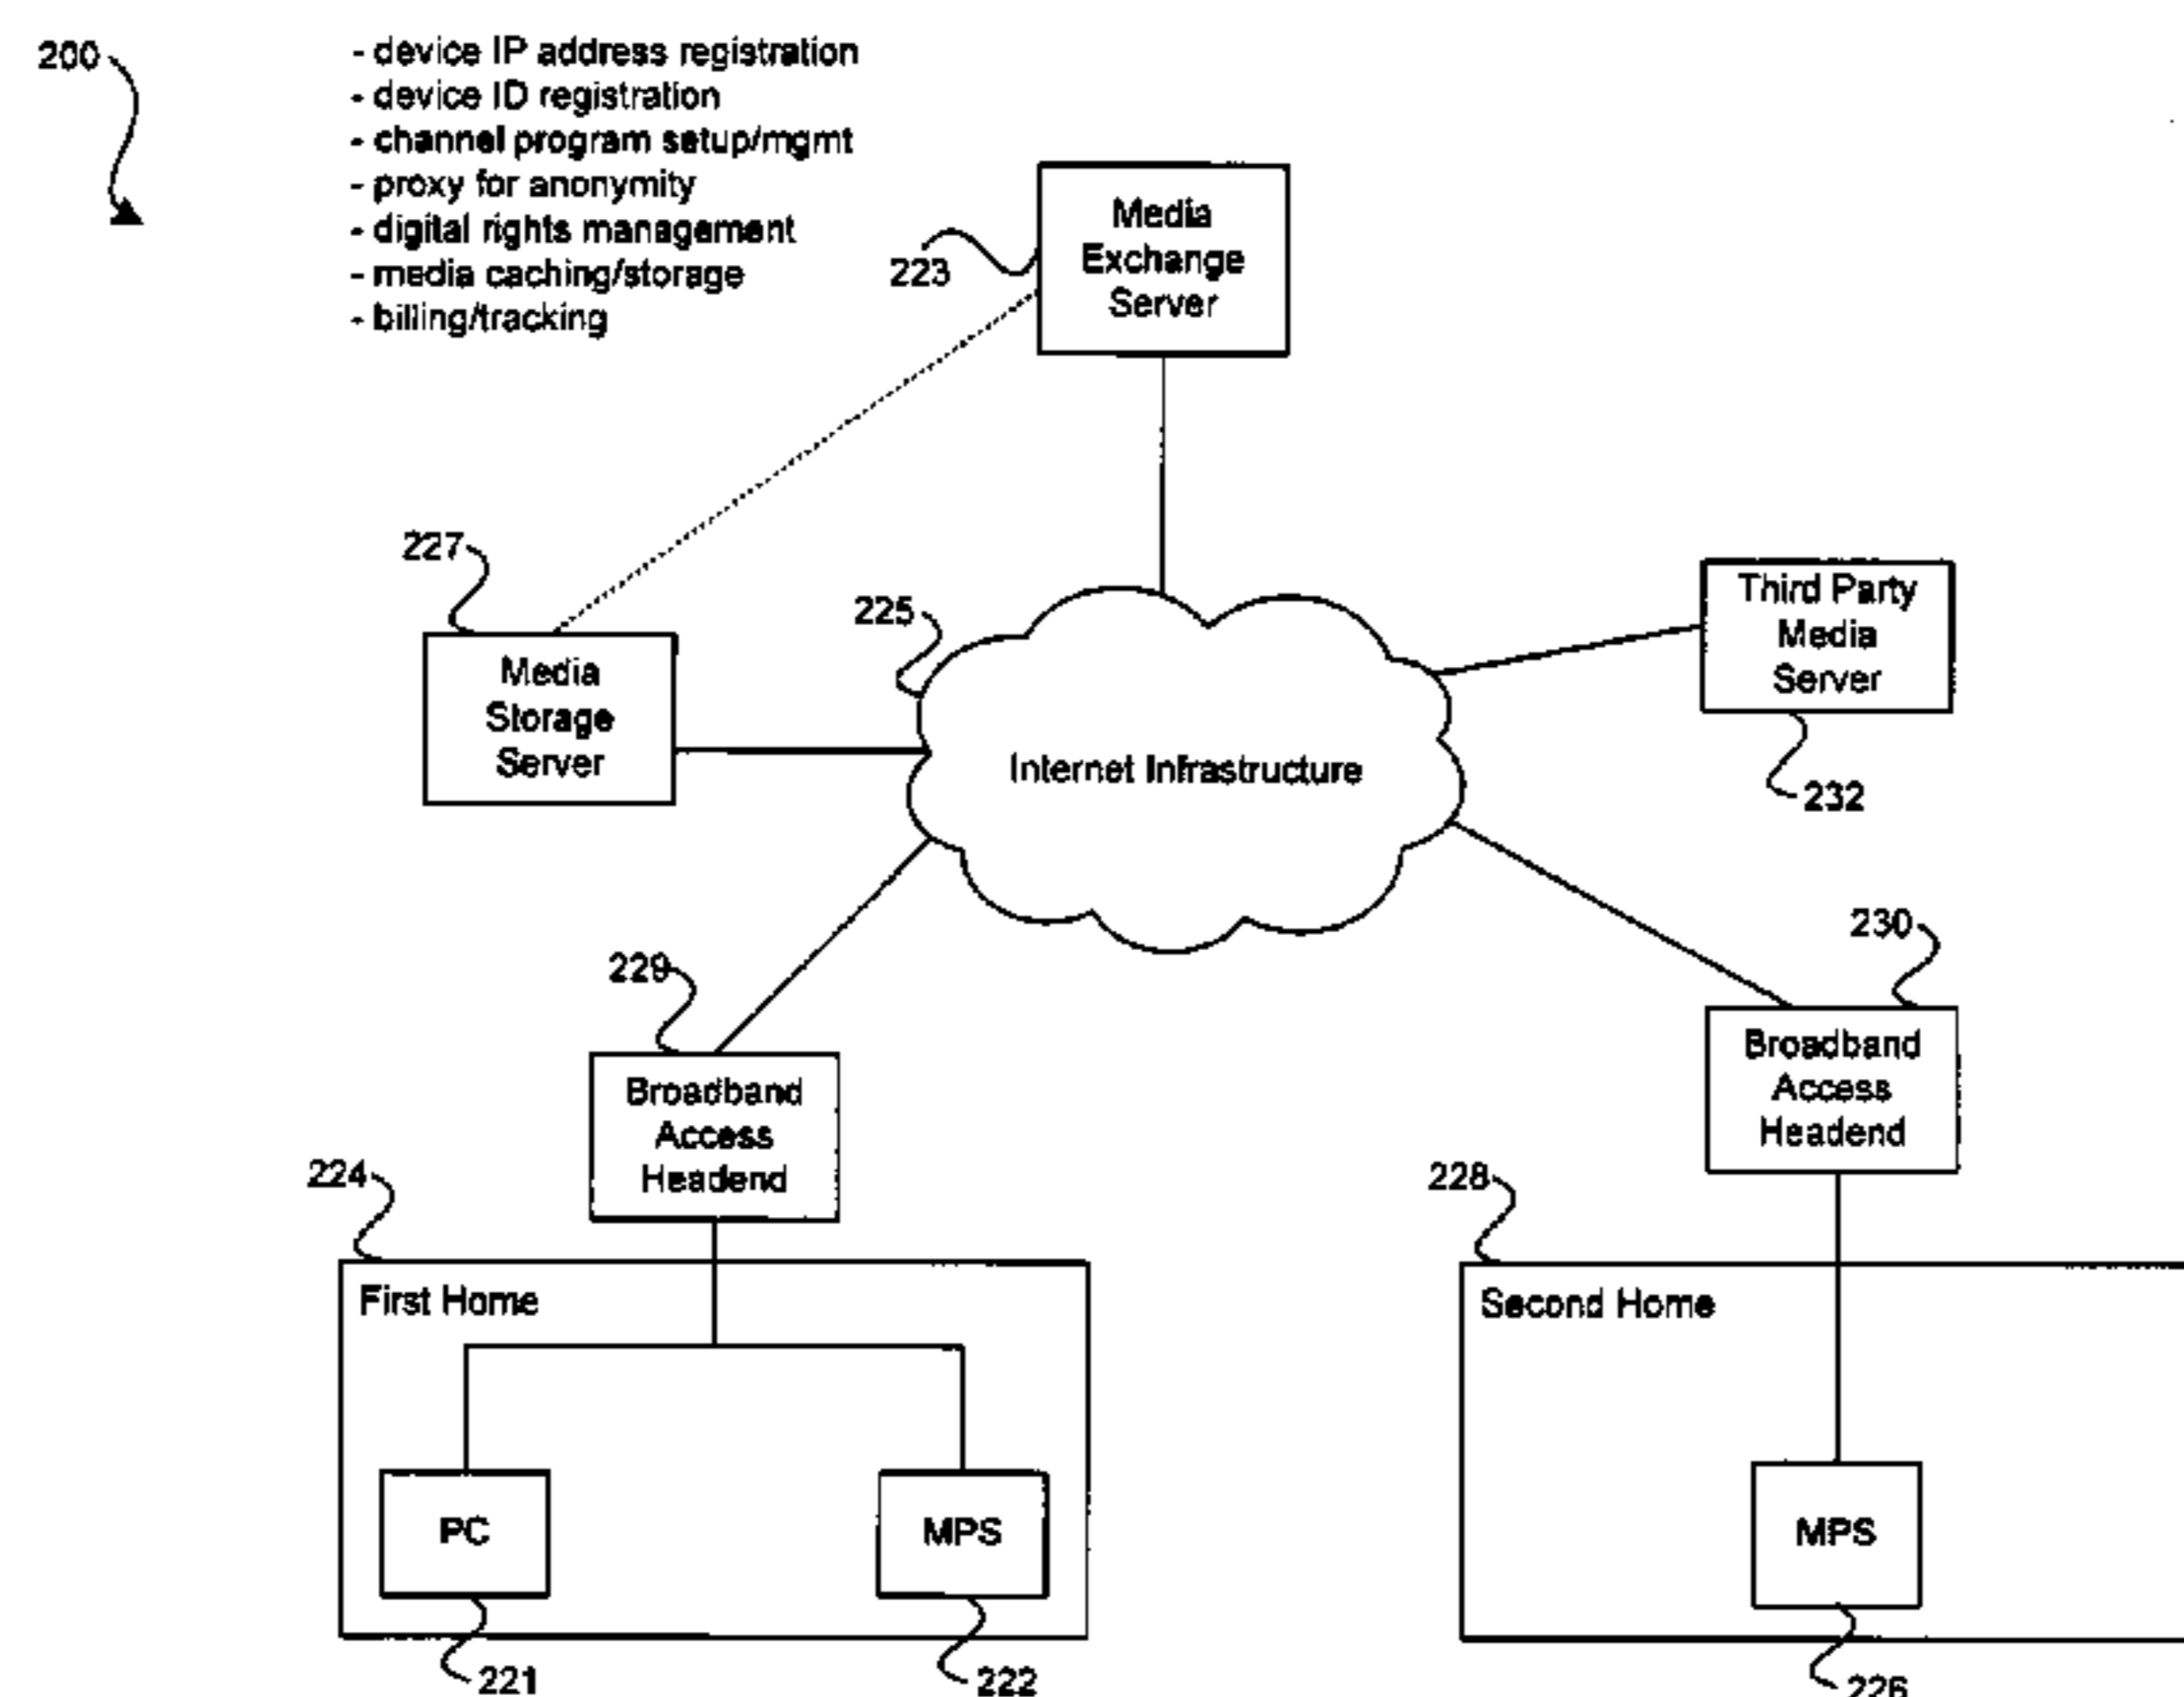 200
- device IP address registration
- device ID registration
- channel program setup/mgmt
- proxy for anonymity
- digital rights management
- media caching/storage
- billing/tracking
223
Media
Exchange
Server
227
Media
Storage
Server
225
Internet Infrastructure
Third Party
Media
Server
232
229
Broadband
Access
Headend
230
Broadband
Access
Headend
224
First Home
PC
221
MPS
222
228
Second Home
MPS
226